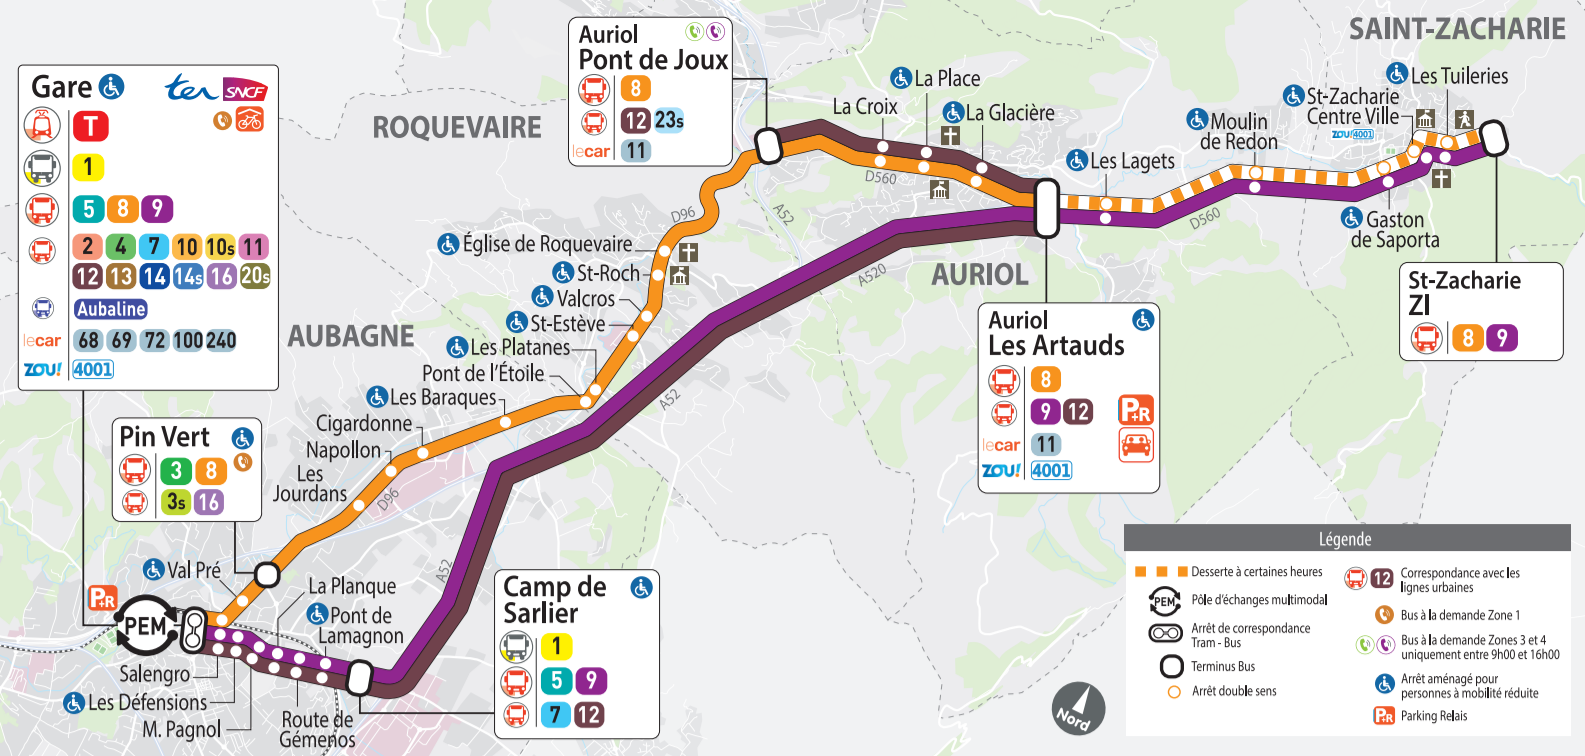 SAINT-ZACHARIE
Auriol
Pont de Joux
8
12 23s
lecar 11
Gare
ter SNCF
T
1
5 8 9
2 4 7 10 10s 11
12 13 14 14s 16 20s
Aubaline
lecar 68 69 72 100 240
ZOU! 4001
ROQUEVAIRE
La Place
La Croix
La Glacière
Les Tuileries
St-Zacharie
Centre Ville
ZOU! 4001
Moulin
de Redon
Les Lagets
D560
D96
A52
Gaston
de Saporta
D560
Église de Roquevaire
St-Roch
Valcros
St-Estève
Les Platanes
Pont de l'Étoile
Les Baraques
Cigardonne
Napollon
Les
Jourdans
D96
A52
A520
A52
AURIOL
AUBAGNE
St-Zacharie
ZI
8 9
Auriol
Les Artauds
8
9 12
P+R
lecar 11
ZOU! 4001
Pin Vert
3 8
3s 16
Val Pré
P+R
PEM
La Planque
Pont de
Lamagnon
Salengro
Les Défensions
M. Pagnol
Route de
Gémenos
Camp de
Sarlier
1
5 9
7 12
Nord
Légende
Desserte à certaines heures
PEM Pôle d'échanges multimodal
Arrêt de correspondance
Tram - Bus
Terminus Bus
Arrêt double sens
12 Correspondance avec les
lignes urbaines
Bus à la demande Zone 1
Bus à la demande Zones 3 et 4
uniquement entre 9h00 et 16h00
Arrêt aménagé pour
personnes à mobilité réduite
P+R Parking Relais